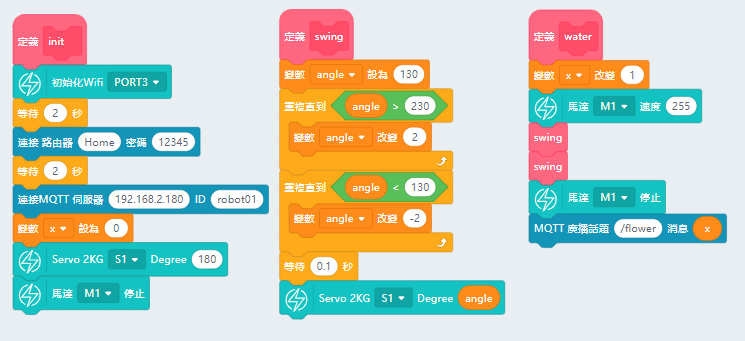 定義 init
初始化Wifi PORT3
等待 2 秒
連接 路由器 Home 密碼 12345
等待 2 秒
連接MQTT 伺服器 192.168.2.180 ID robot01
變數 x 設為 0
Servo 2KG S1 Degree 180
馬達 M1 停止
定義 swing
變數 angle 設為 130
重複直到 angle > 230
變數 angle 改變 2
重複直到 angle < 130
變數 angle 改變 -2
等待 0.1 秒
Servo 2KG S1 Degree angle
定義 water
變數 x 改變 1
馬達 M1 速度 255
swing
swing
馬達 M1 停止
MQTT 廣播話題 /flower 消息 x